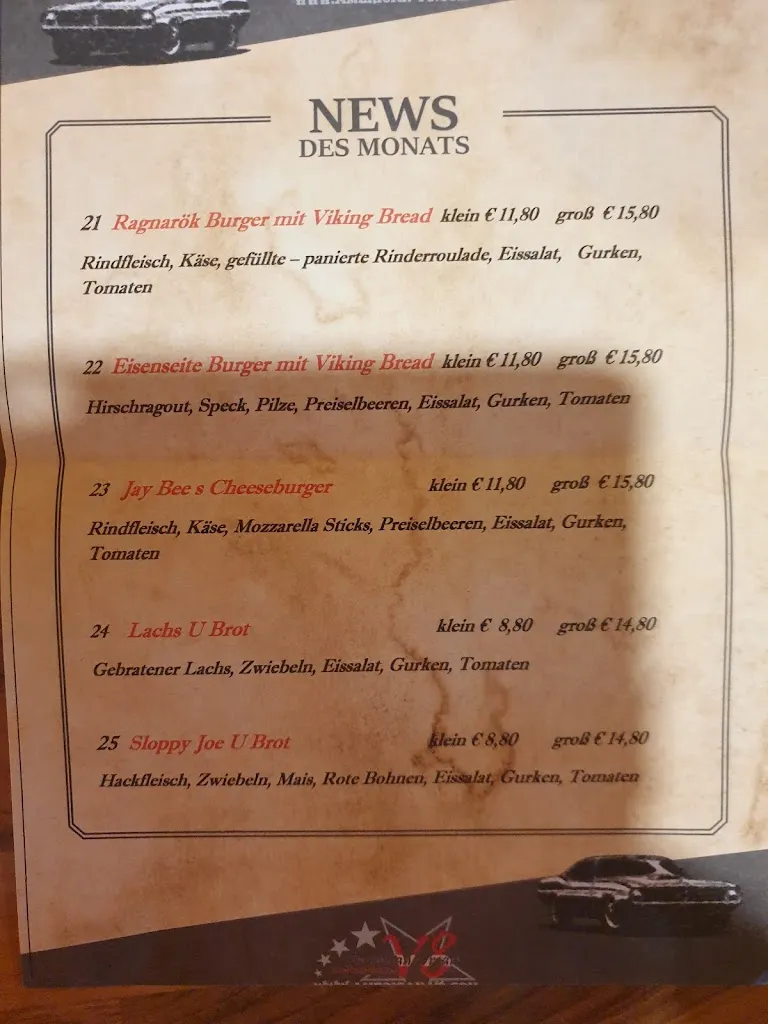 NEWS
DES MONATS
21 Ragnarök Burger mit Viking Bread klein € 11,80 groß € 15,80
Rindfleisch, Käse, gefüllte – panierte Rinderroulade, Eissalat, Gurken,
Tomaten
22 Eisenseite Burger mit Viking Bread klein € 11,80 groß € 15,80
Hirschragout, Speck, Pilze, Preiselbeeren, Eissalat, Gurken, Tomaten
23 Jay Bee s Cheeseburger klein € 11,80 groß € 15,80
Rindfleisch, Käse, Mozzarella Sticks, Preiselbeeren, Eissalat, Gurken,
Tomaten
24 Lachs U Brot klein € 8,80 groß € 14,80
Gebratener Lachs, Zwiebeln, Eissalat, Gurken, Tomaten
25 Sloppy Joe U Brot klein € 8,80 groß € 14,80
Hackfleisch, Zwiebeln, Mais, Rote Bohnen, Eissalat, Gurken, Tomaten
V8